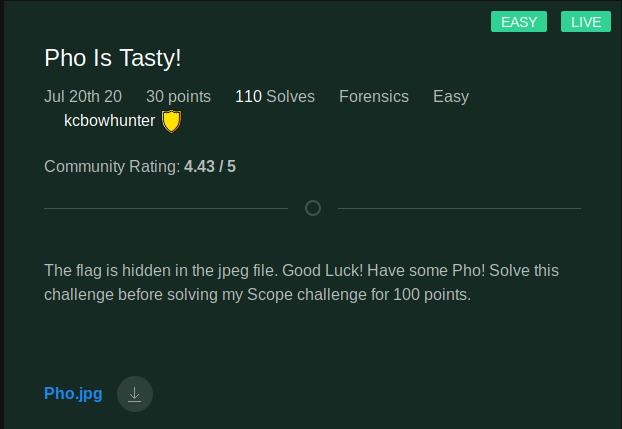 EASY LIVE
Pho Is Tasty!
Jul 20th 20 30 points 110 Solves Forensics Easy
kcbowhunter
Community Rating: 4.43 / 5
The flag is hidden in the jpeg file. Good Luck! Have some Pho! Solve this
challenge before solving my Scope challenge for 100 points.
Pho.jpg